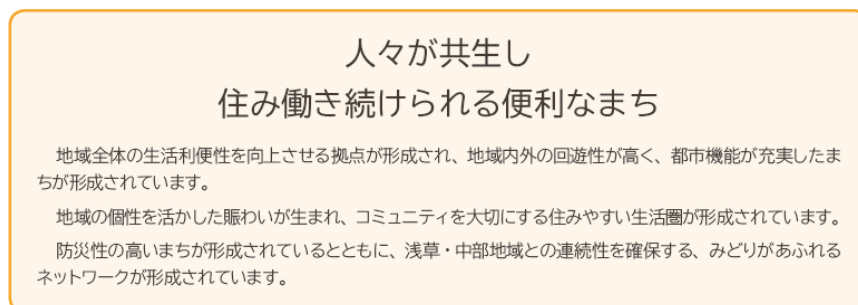 人々が共生し
住み働き続けられる便利なまち
地域全体の生活利便性を向上させる拠点が形成され、地域内外の回遊性が高く、都市機能が充実したま
ちが形成されています。
地域の個性を活かした賑わいが生まれ、コミュニティを大切にする住みやすい生活圏が形成されています。
防災性の高いまちが形成されているとともに、浅草・中部地域との連続性を確保する、みどりがあふれる
ネットワークが形成されています。